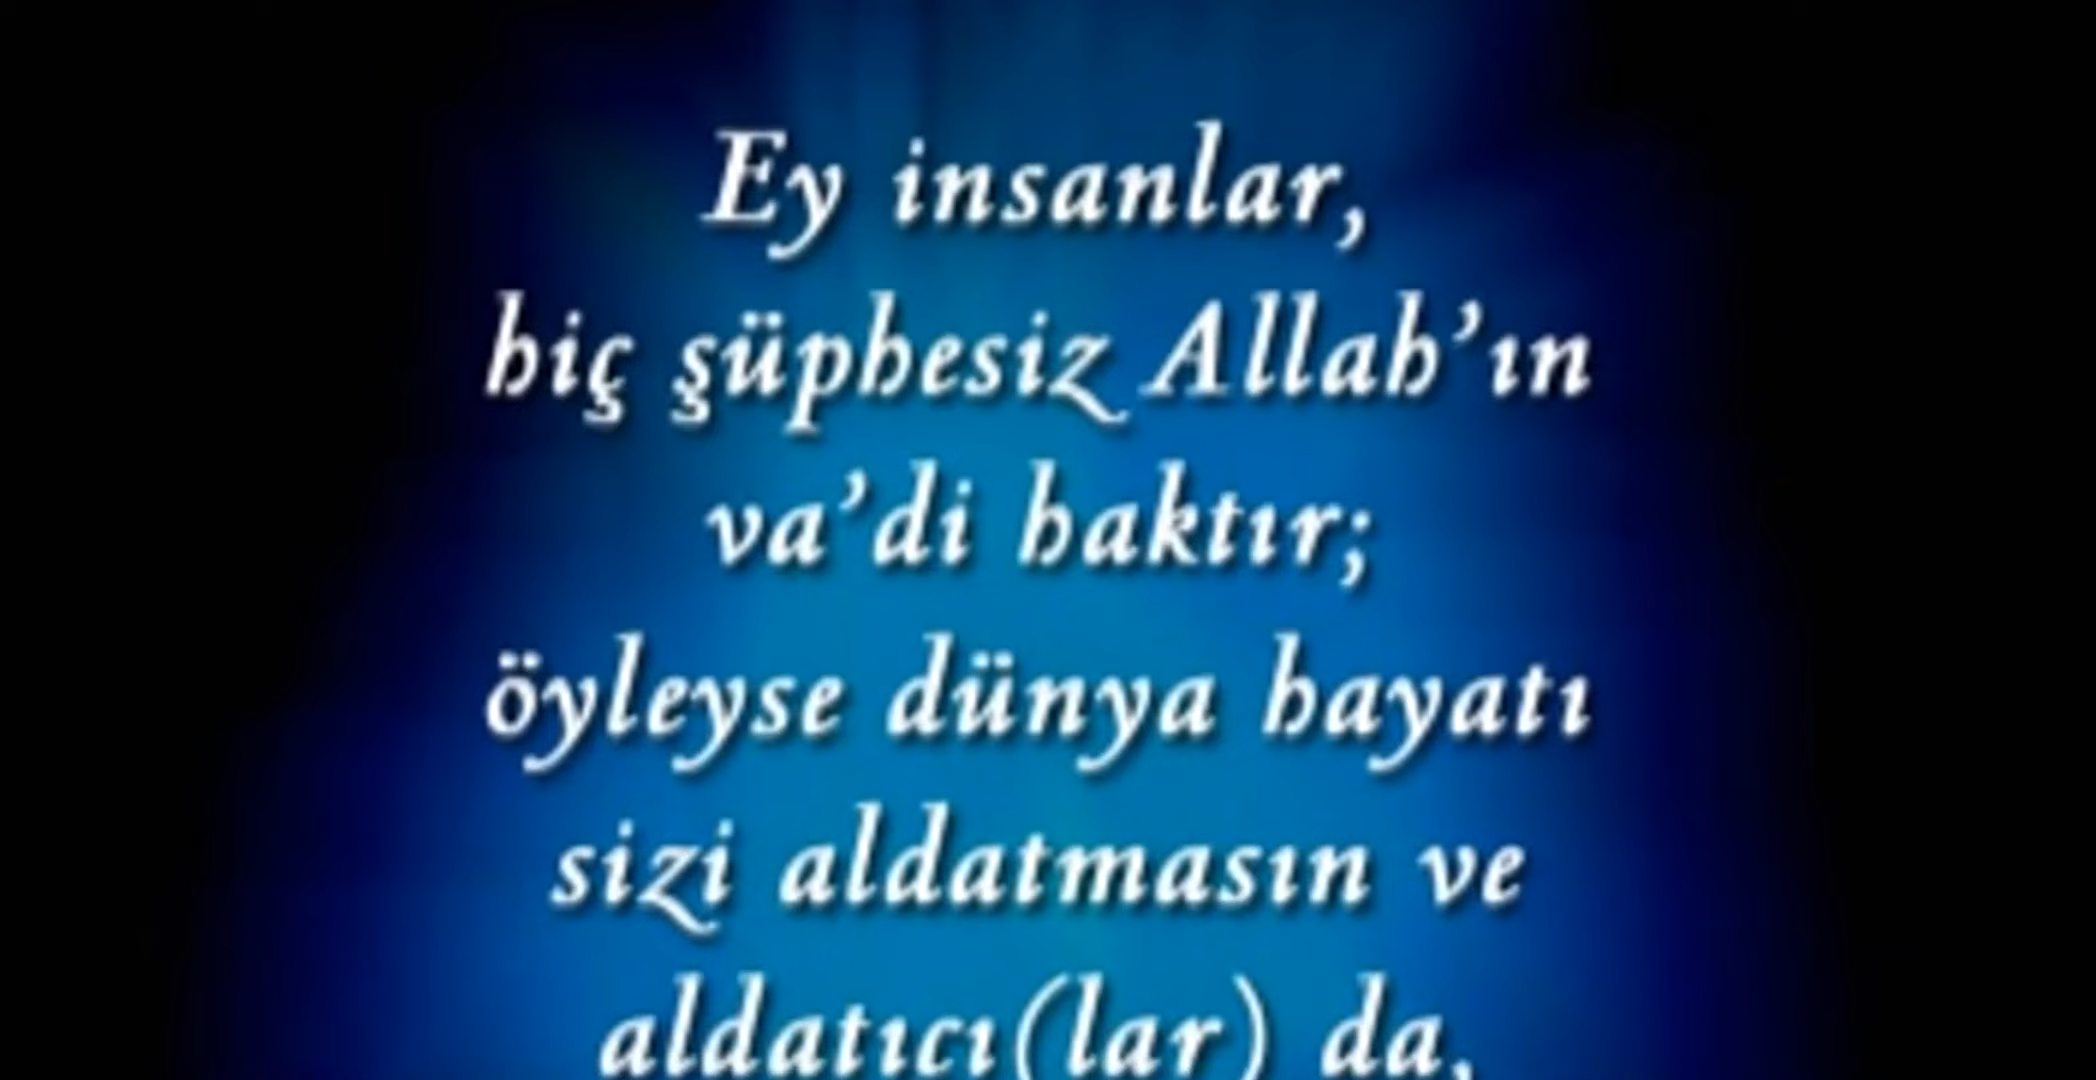 Ey insanlar,
hiç şüphesiz Allah’ın
va’di haktır;
öyleyse dünya hayatı
sizi aldatmasın ve
aldatıcı(lar) da,